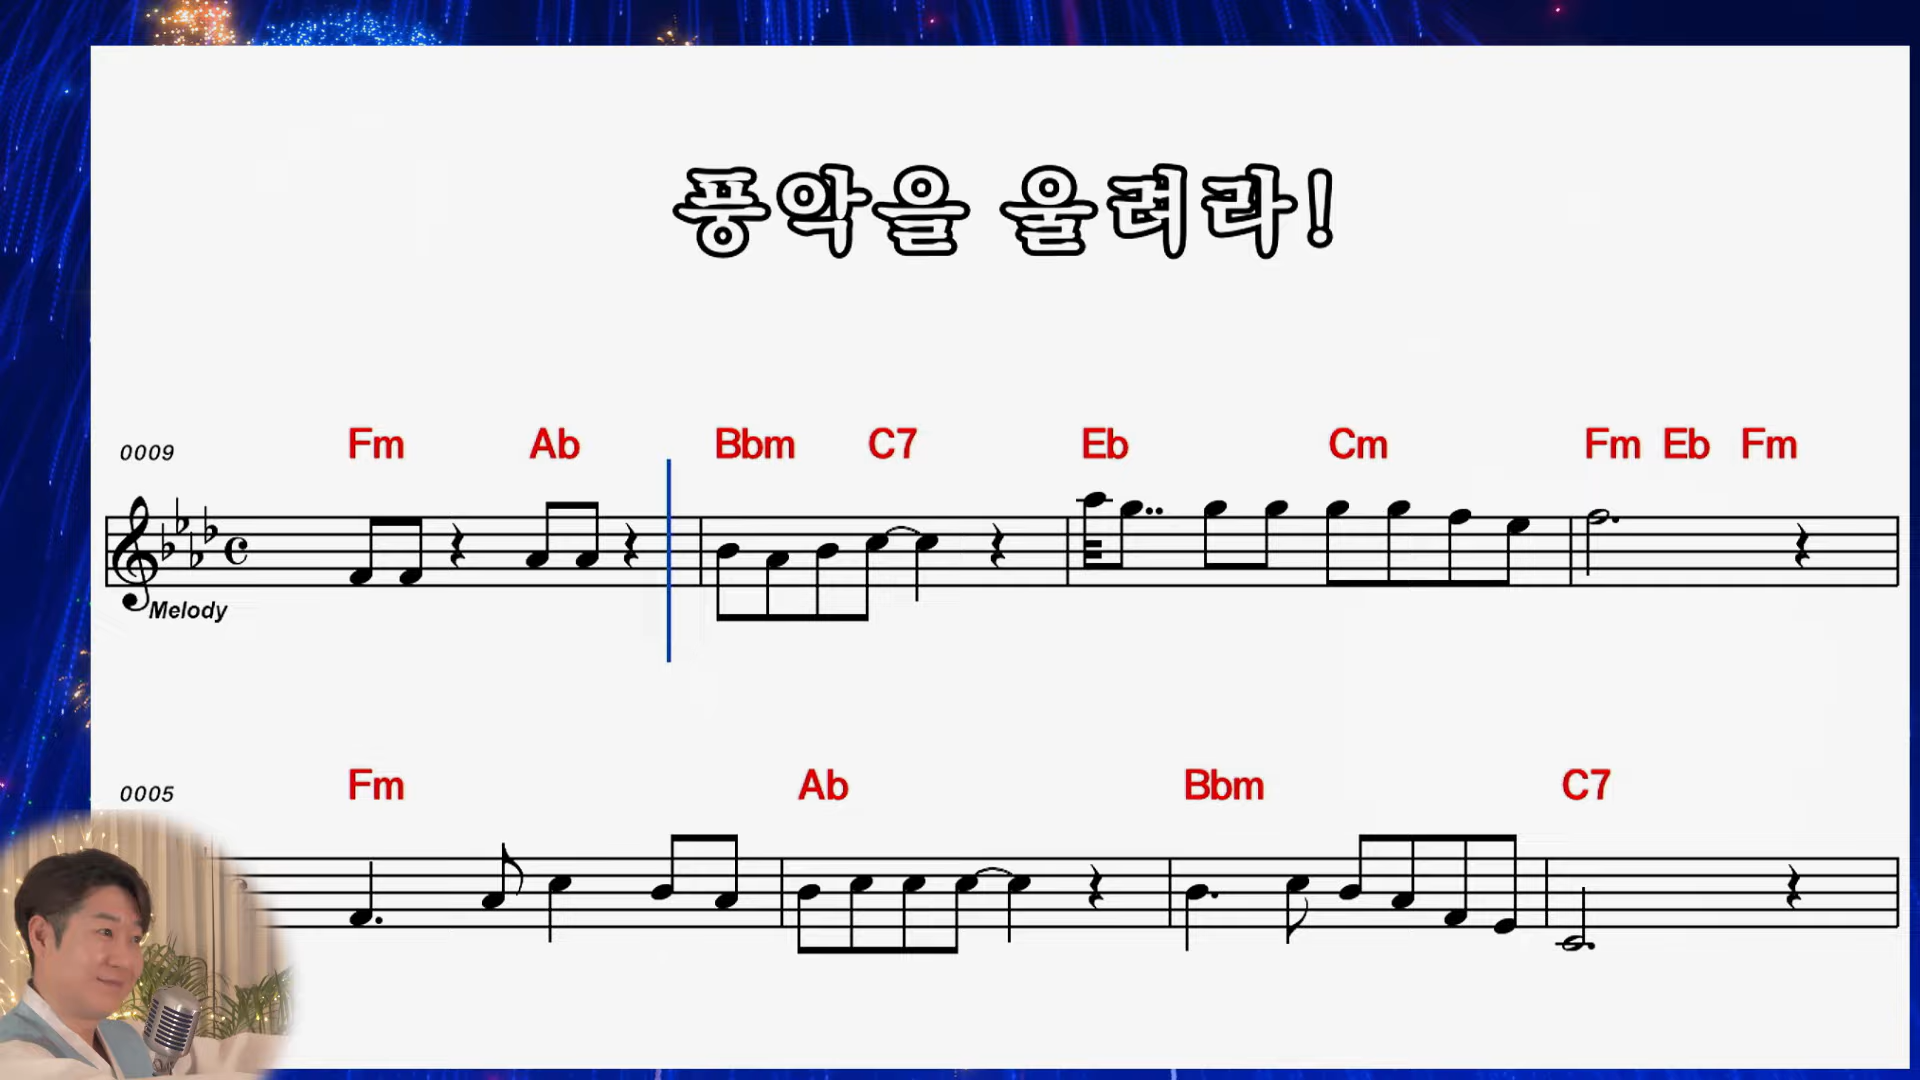 풍악을 울려라!
0009 Fm Ab Bbm C7 Eb Cm Fm Eb Fm
Melody
0005 Fm Ab Bbm C7